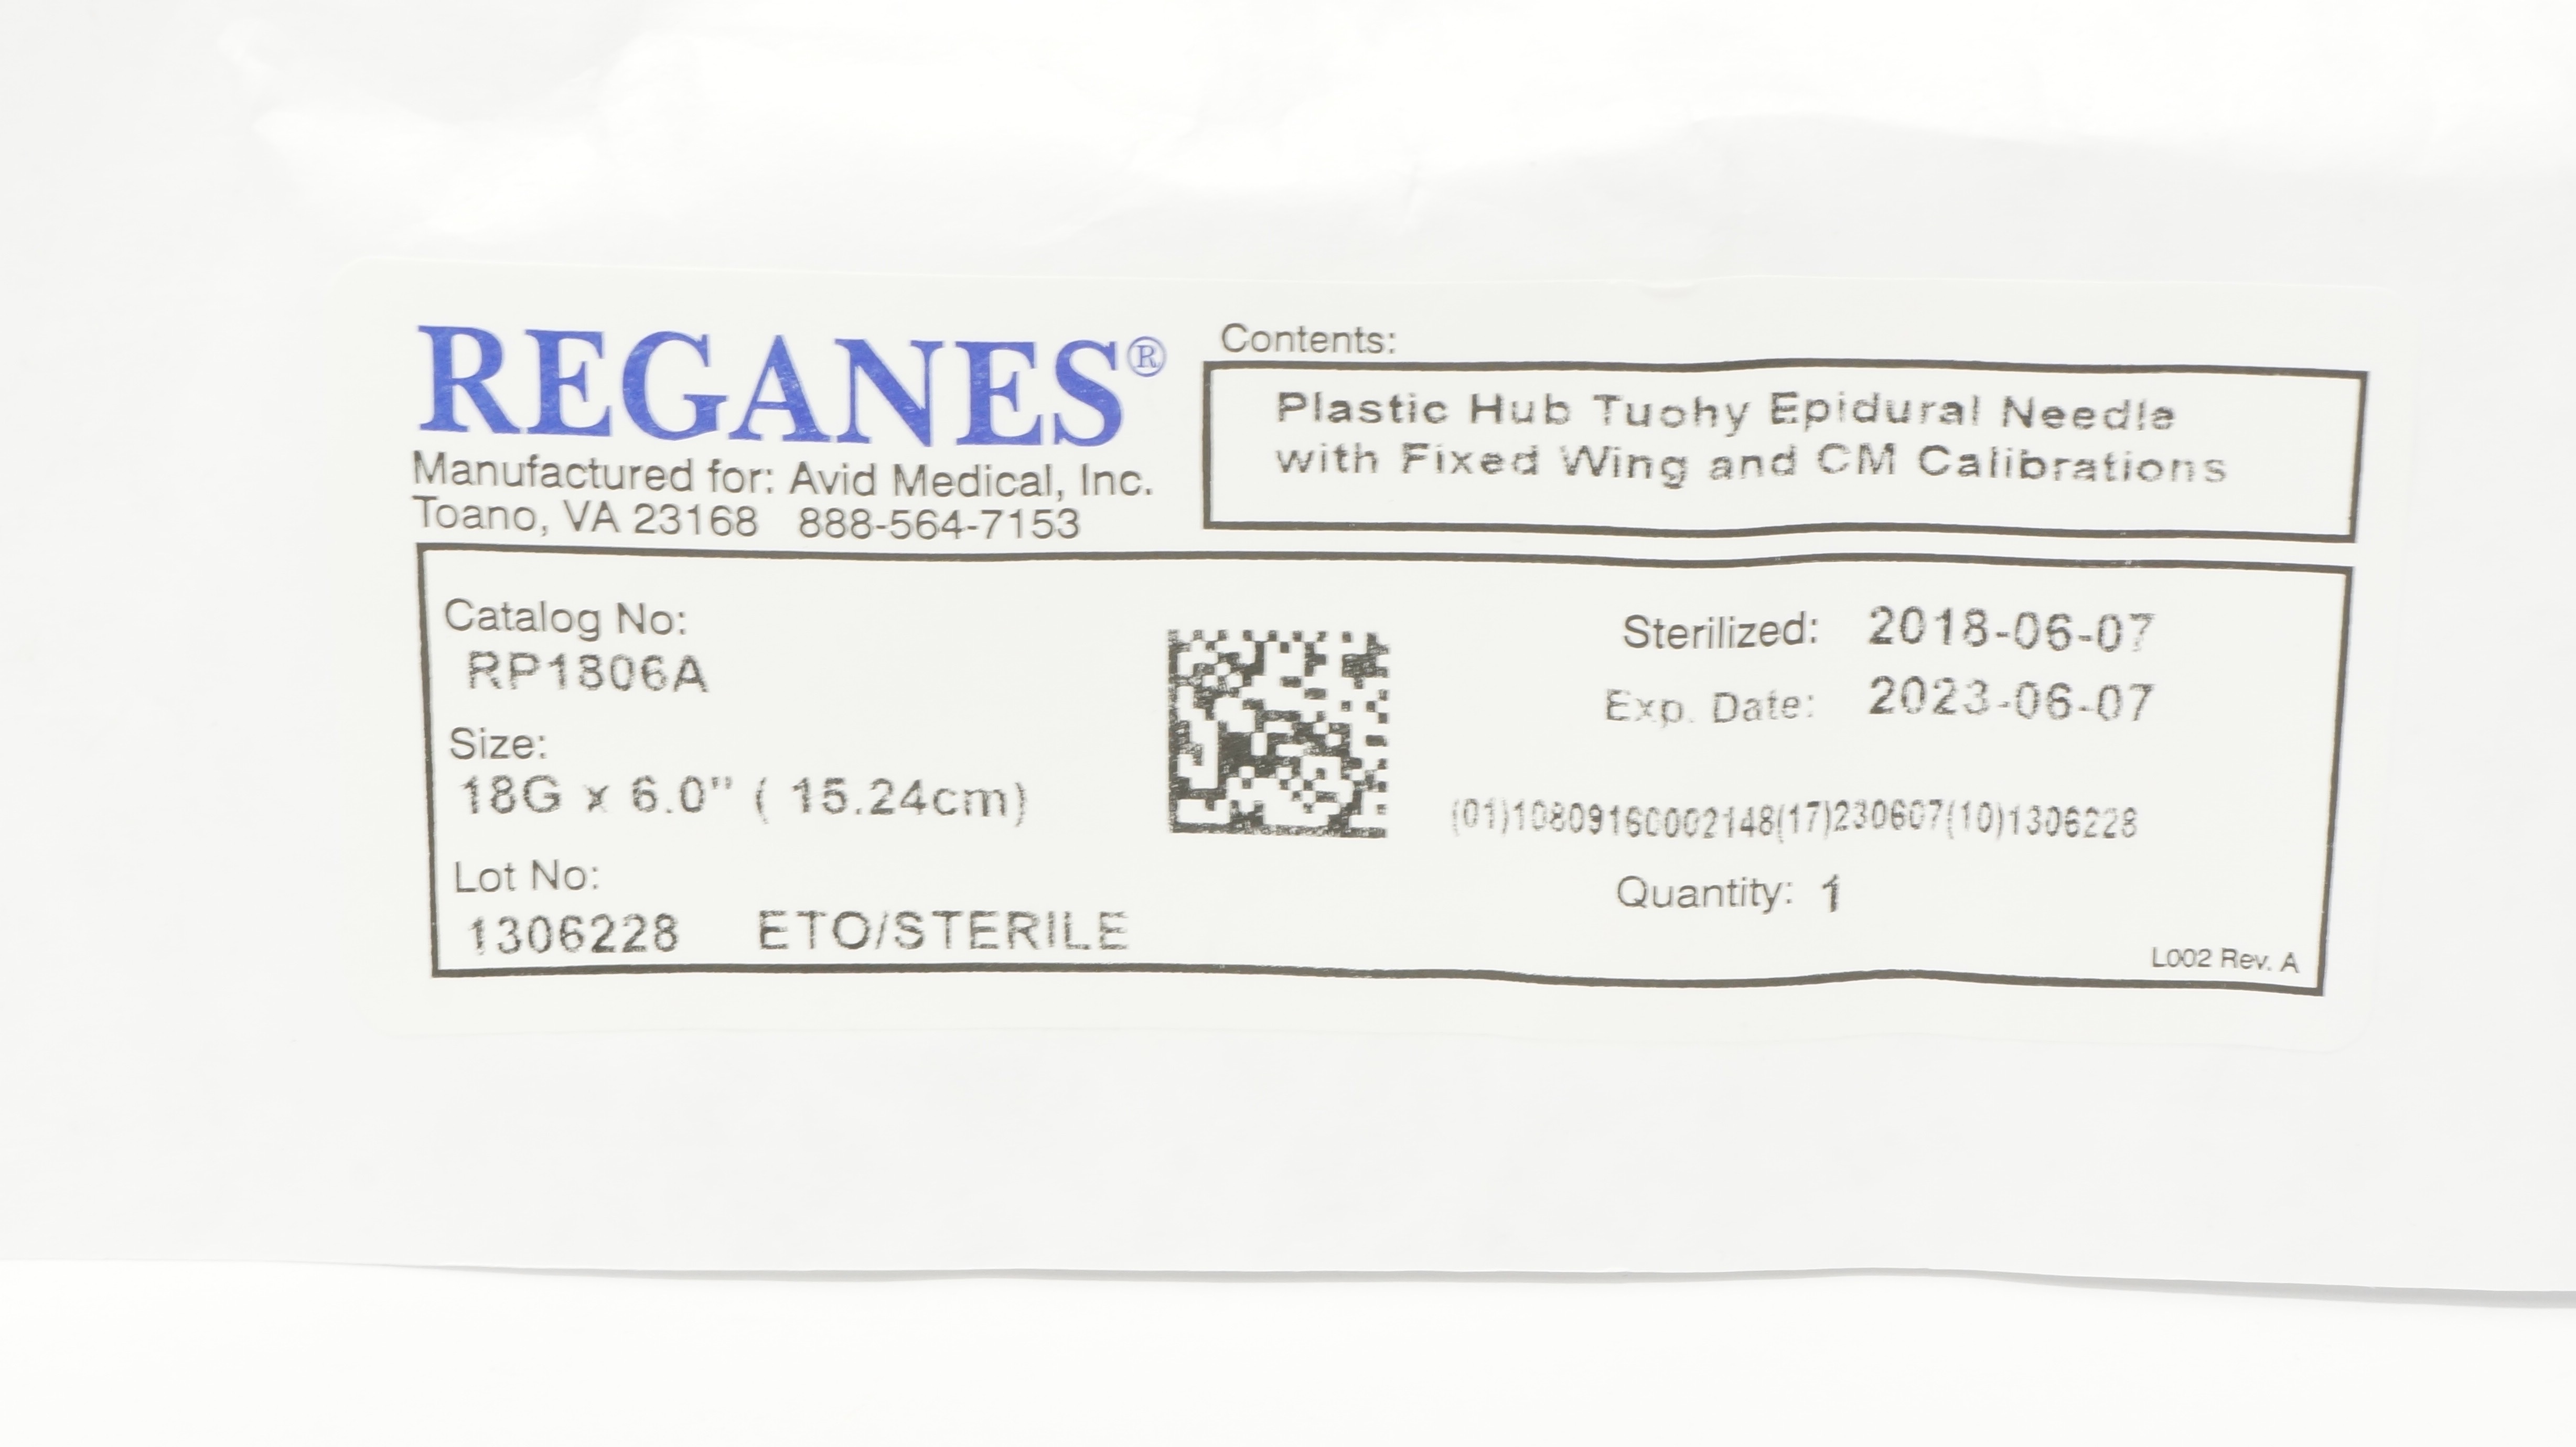 REGANES®
Manufactured for: Avid Medical, Inc.
Toano, VA 23168 888-564-7153
Contents:
Plastic Hub Tuohy Epidural Needle
with Fixed Wing and CM Calibrations
Catalog No:
RP1806A
Size:
18G x 6.0" ( 15.24cm)
Lot No:
1306228 ETO/STERILE
Sterilized: 2018-06-07
Exp. Date: 2023-06-07
(01)10809160002148(17)230607(10)1306228
Quantity: 1
L002 Rev. A